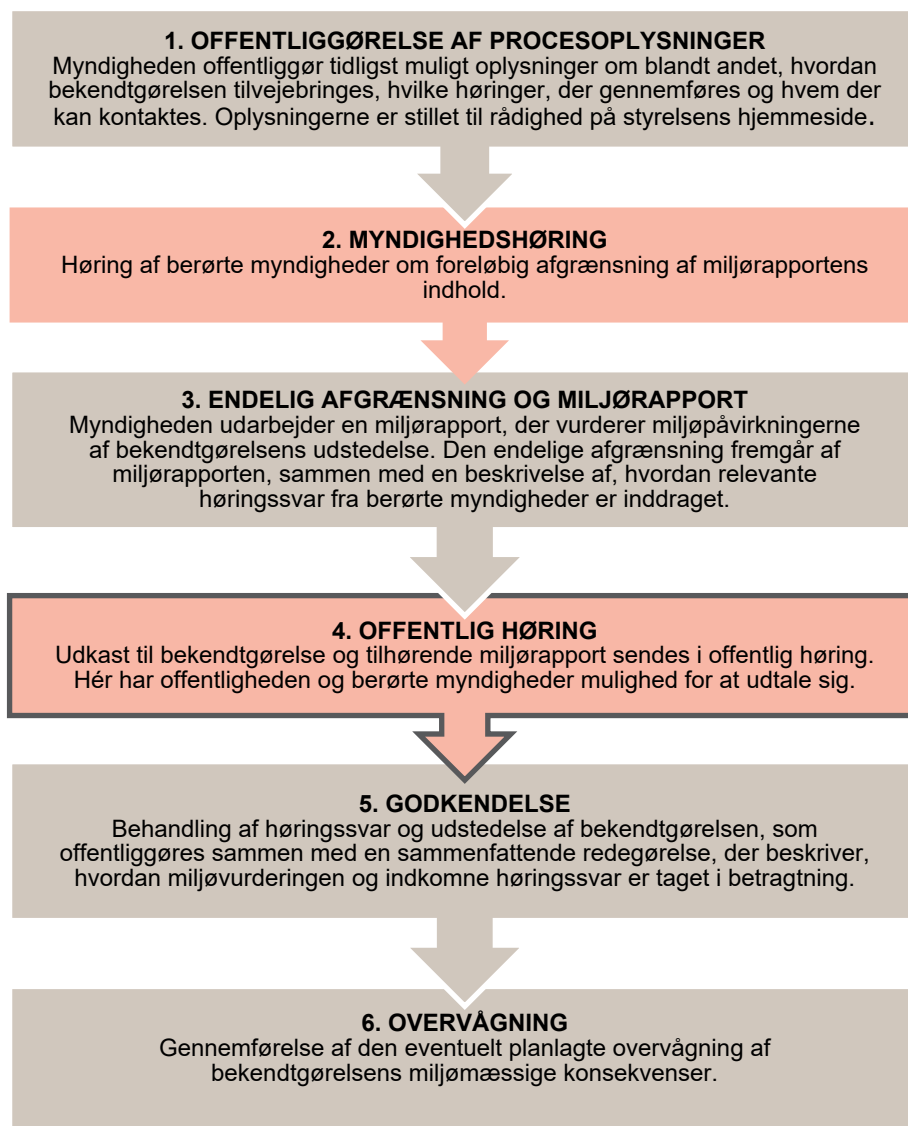 1. OFFENTLIGGØRELSE AF PROCESOPLYSNINGER
Myndigheden offentliggør tidligst muligt oplysninger om blandt andet, hvordan
bekendtgørelsen tilvejebringes, hvilke høringer, der gennemføres og hvem der
kan kontaktes. Oplysningerne er stillet til rådighed på styrelsens hjemmeside.
2. MYNDIGHEDSHØRING
Høring af berørte myndigheder om foreløbig afgrænsning af miljørapportens
indhold.
3. ENDELIG AFGRÆNSNING OG MILJØRAPPORT
Myndigheden udarbejder en miljørapport, der vurderer miljøpåvirkningerne
af bekendtgørelsens udstedelse. Den endelige afgrænsning fremgår af
miljørapporten, sammen med en beskrivelse af, hvordan relevante
høringssvar fra berørte myndigheder er inddraget.
4. OFFENTLIG HØRING
Udkast til bekendtgørelse og tilhørende miljørapport sendes i offentlig høring.
Hér har offentligheden og berørte myndigheder mulighed for at udtale sig.
5. GODKENDELSE
Behandling af høringssvar og udstedelse af bekendtgørelsen, som
offentliggøres sammen med en sammenfattende redegørelse, der beskriver,
hvordan miljøvurderingen og indkomne høringssvar er taget i betragtning.
6. OVERVÅGNING
Gennemførelse af den eventuelt planlagte overvågning af
bekendtgørelsens miljømæssige konsekvenser.